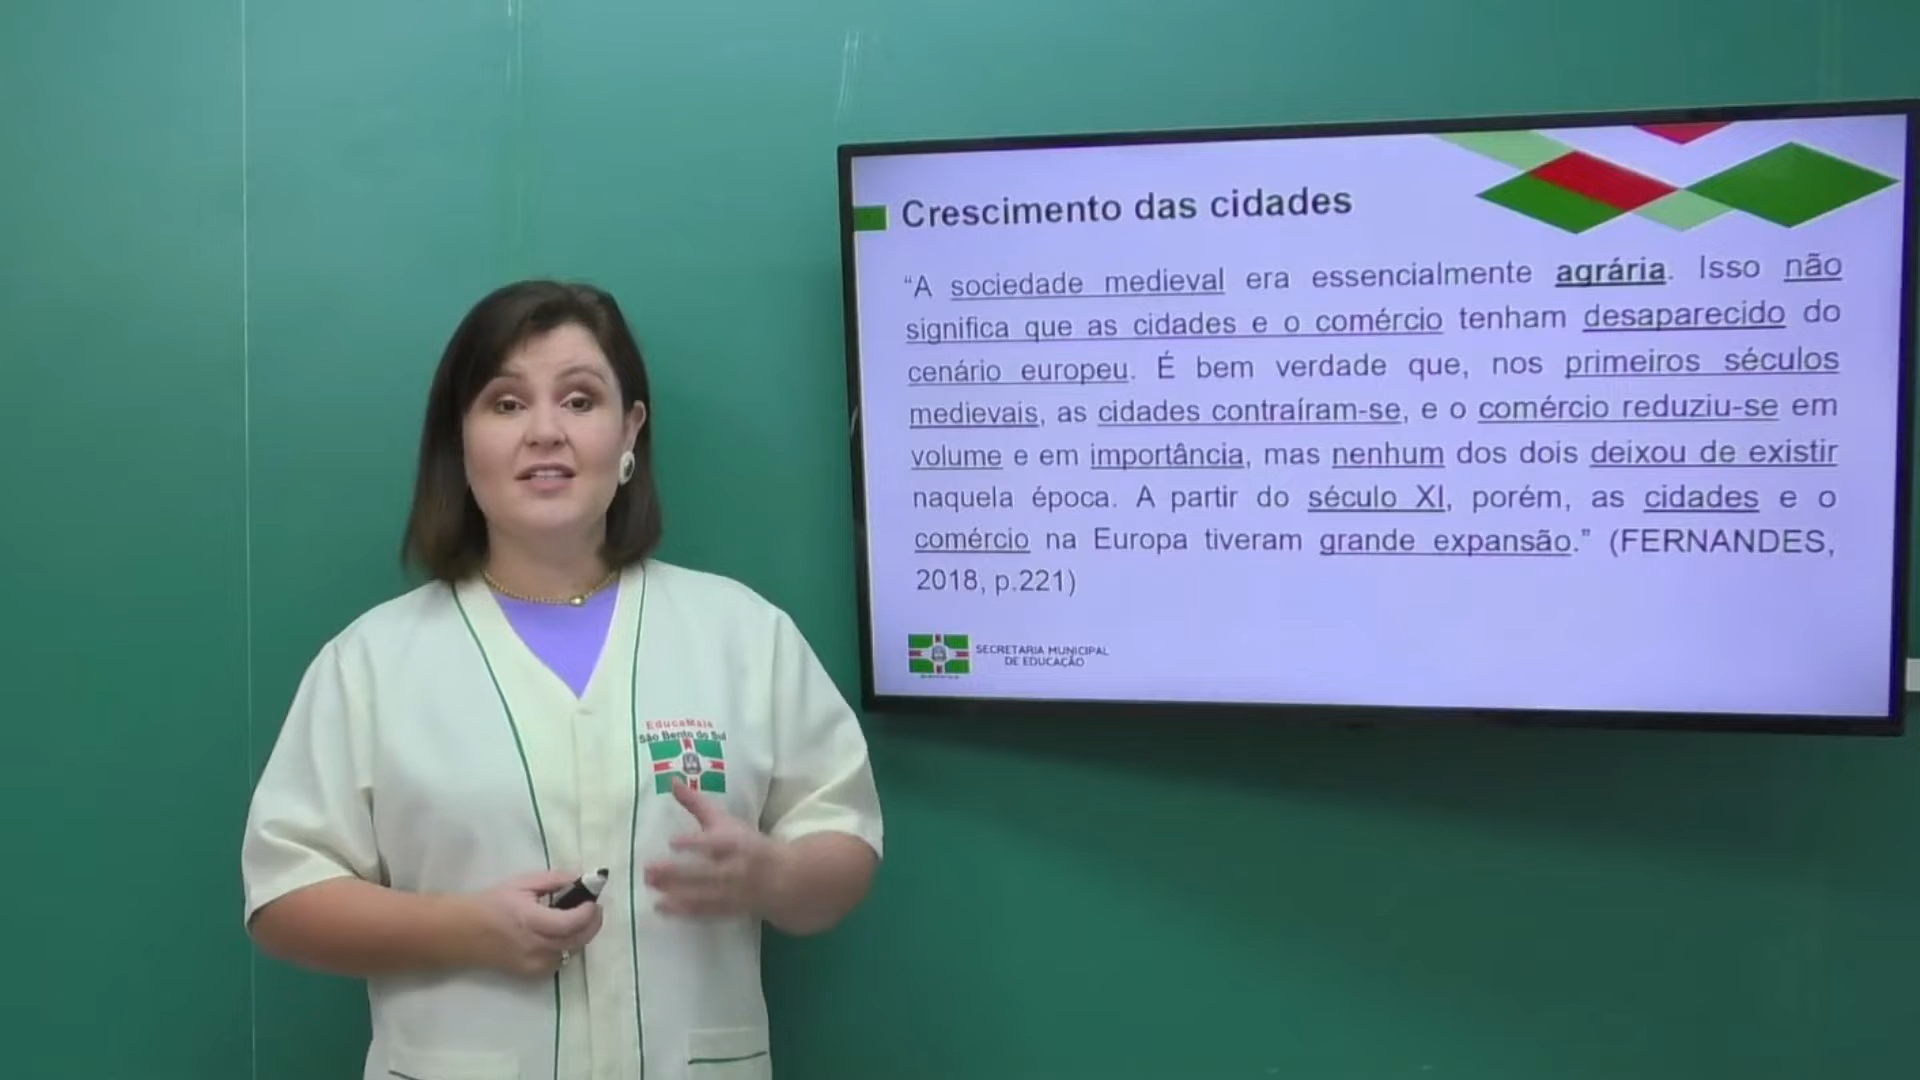 Crescimento das cidades
“A sociedade medieval era essencialmente agrária. Isso não
significa que as cidades e o comércio tenham desaparecido do
cenário europeu. É bem verdade que, nos primeiros séculos
medievais, as cidades contraíram-se, e o comércio reduziu-se em
volume e em importância, mas nenhum dos dois deixou de existir
naquela época. A partir do século XI, porém, as cidades e o
comércio na Europa tiveram grande expansão.” (FERNANDES,
2018, p.221)
SECRETARIA MUNICIPAL
DE EDUCAÇÃO
EducaMais
São Bento do Sul